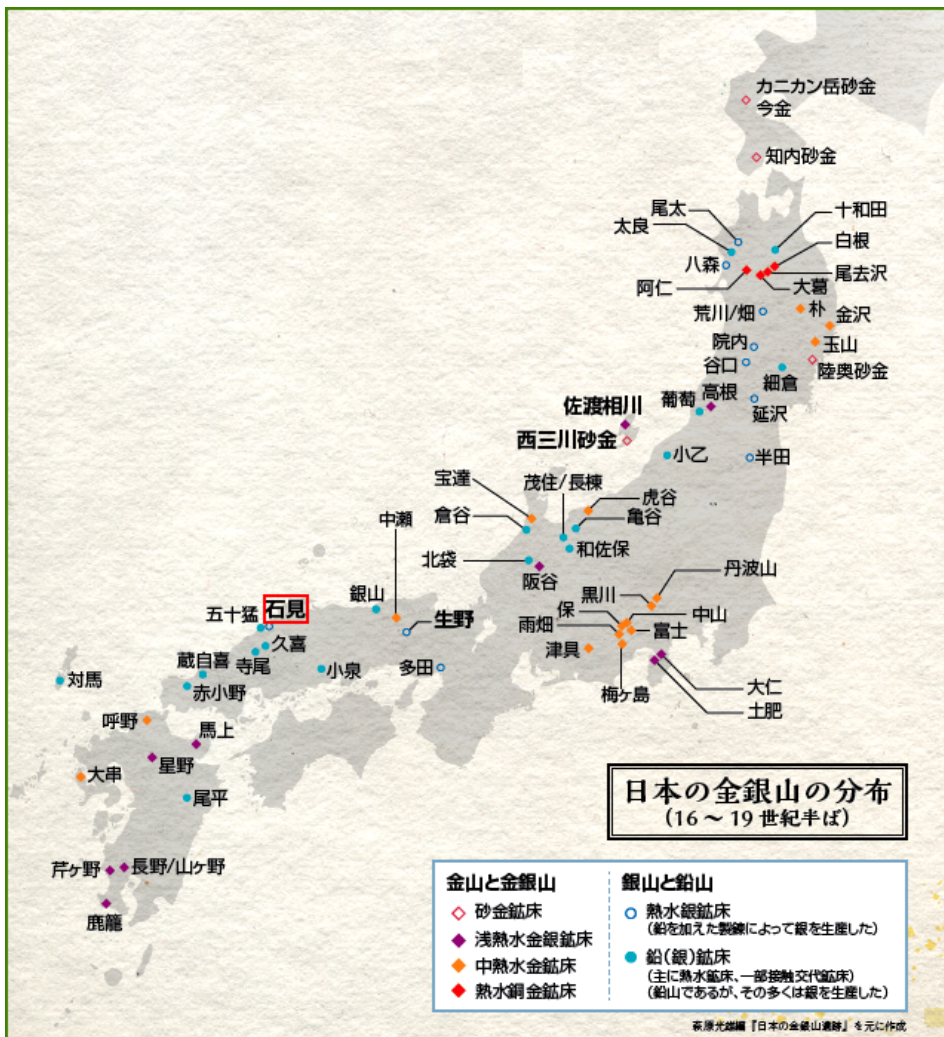 カニカン岳砂金
今金
知内砂金
尾太
太良
十和田
白根
八森
尾去沢
阿仁
大葛
荒川/畑
朴
金沢
院内
玉山
谷口
陸奥砂金
細倉
高根
葡萄
延沢
佐渡相川
西三川砂金
小乙
半田
宝達
茂住/長棟
虎谷
中瀬
倉谷
亀谷
和佐保
北袋
阪谷
丹波山
銀山
黒川
五十猛
石見
生野
保
中山
雨畑
富士
久喜
津具
寺尾
蔵自喜
小泉
多田
対馬
赤小野
梅ヶ島
大仁
土肥
呼野
馬上
星野
大串
尾平
芹ヶ野
長野/山ヶ野
鹿籠
日本の金銀山の分布
(16～19世紀半ば)
金山と金銀山
砂金鉱床
浅熱水金銀鉱床
中熱水金鉱床
熱水銅金鉱床
銀山と鉛山
熱水銀鉱床
(鉛を加えた製錬によって銀を生産した)
鉛(銀)鉱床
(主に熱水鉱床、一部接触交代鉱床)
(鉛山であるが、その多くは銀を生産した)
萩原光雄編『日本の金銀山遺跡』を元に作成